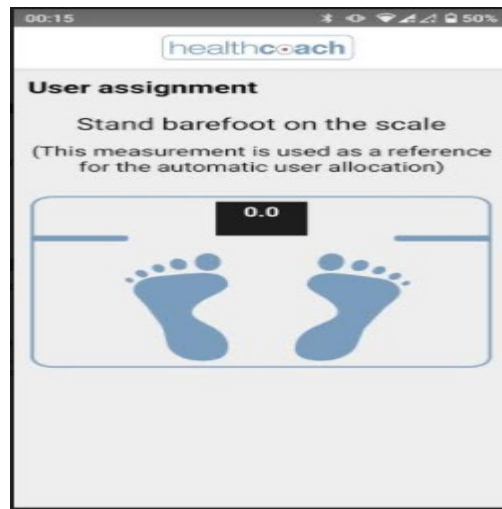 00:15 50%
healthcoach
User assignment
Stand barefoot on the scale
(This measurement is used as a reference
for the automatic user allocation)
0.0